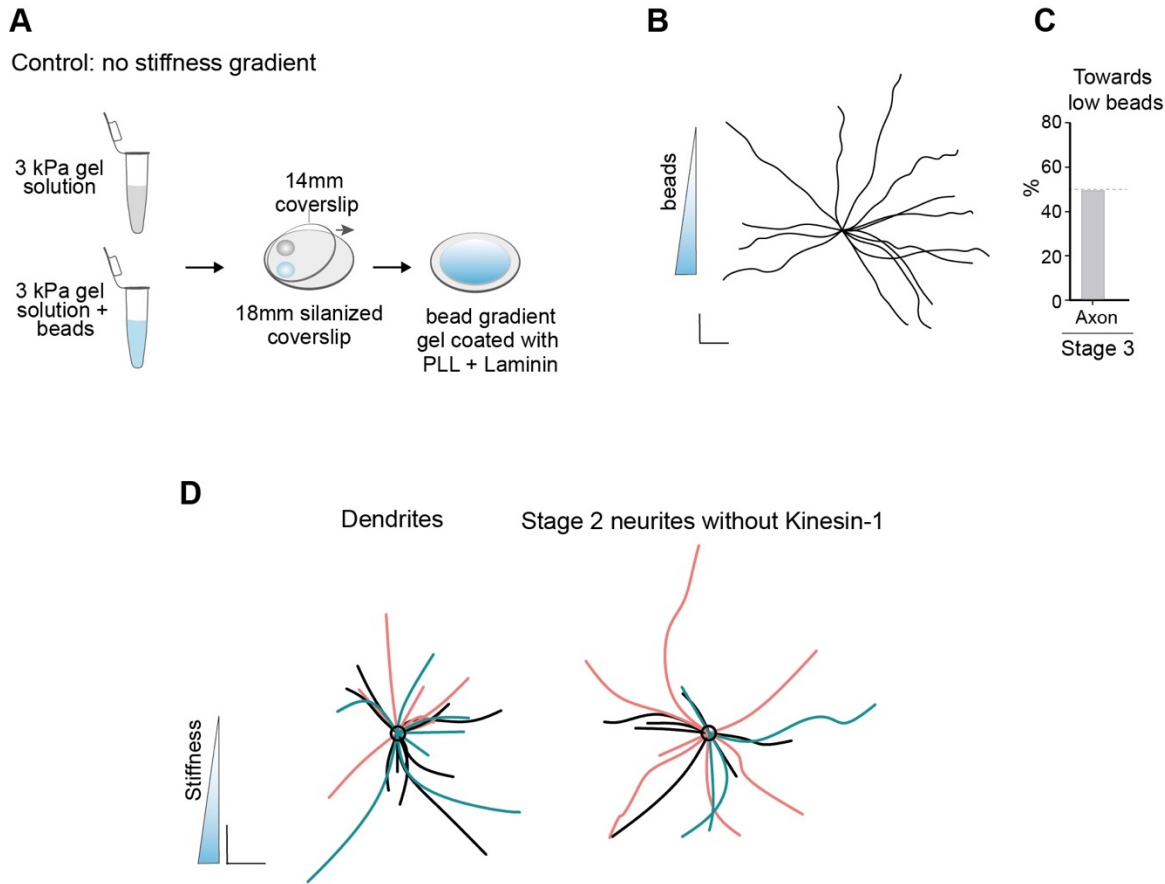 A
Control: no stiffness gradient
3 kPa gel
solution
3 kPa gel
solution +
beads
14mm
coverslip
18mm silanized
coverslip
bead gradient
gel coated with
PLL + Laminin
B
beads
C
Towards
low beads
80
60
40
20
0
%
Axon
Stage 3
D
Dendrites
Stage 2 neurites without Kinesin-1
Stiffness